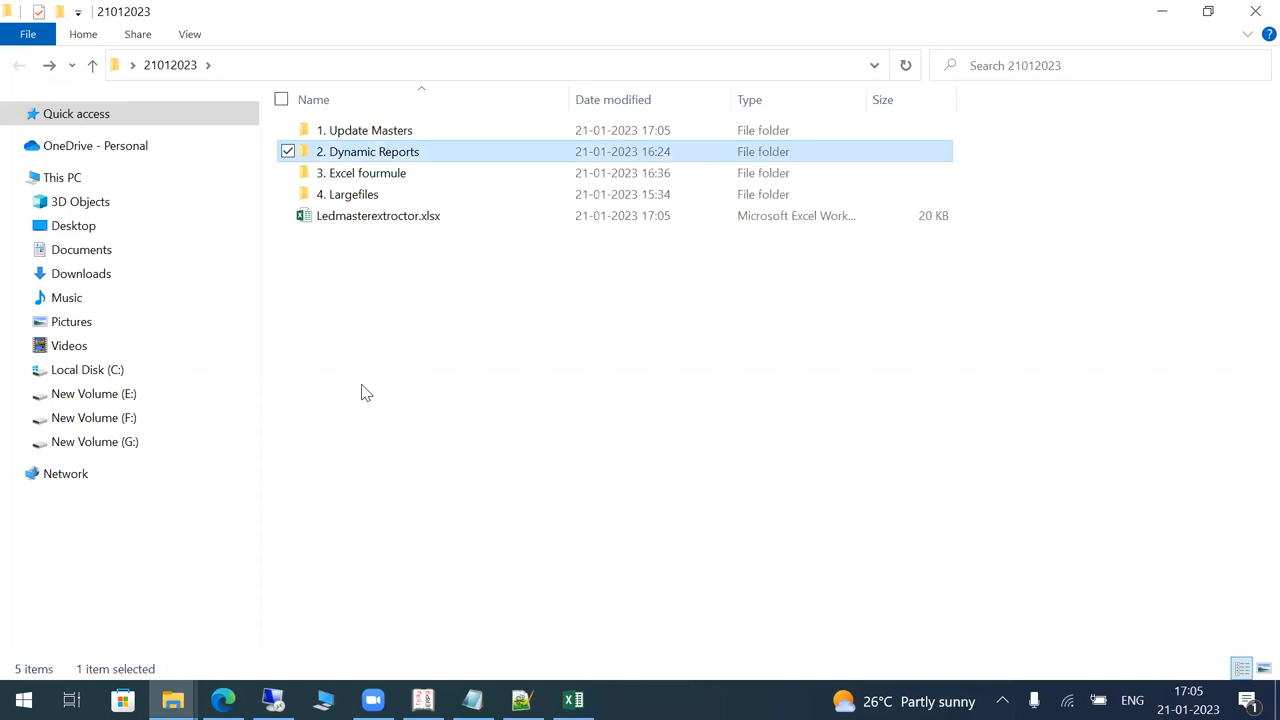 21012023
File Home Share View
21012023
Search 21012023
Name Date modified Type Size
Quick access
OneDrive - Personal
This PC
3D Objects
Desktop
Documents
Downloads
Music
Pictures
Videos
Local Disk (C:)
New Volume (E:)
New Volume (F:)
New Volume (G:)
Network
1. Update Masters 21-01-2023 17:05 File folder
2. Dynamic Reports 21-01-2023 16:24 File folder
3. Excel fourmule 21-01-2023 16:36 File folder
4. Largefiles 21-01-2023 15:34 File folder
Ledmasterextroctor.xlsx 21-01-2023 17:05 Microsoft Excel Work... 20 KB
5 items 1 item selected
26°C Partly sunny
ENG
17:05
21-01-2023
1